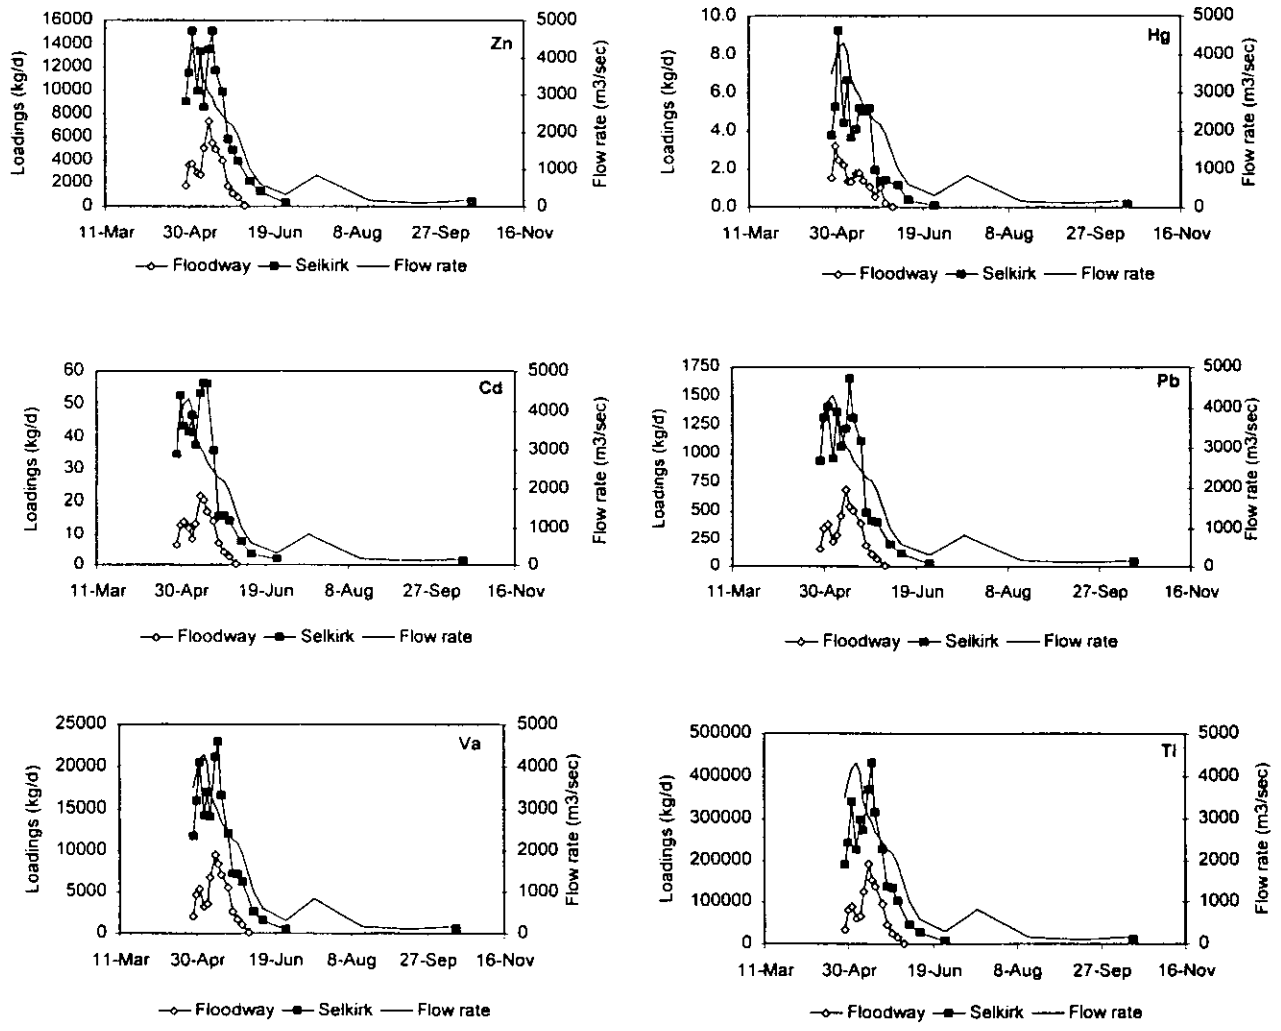 Zn
Loadings (kg/d)
16000
14000
12000
10000
8000
6000
4000
2000
0
5000
4000
3000
2000
1000
0
Flow rate (m3/sec)
11-Mar 30-Apr 19-Jun 8-Aug 27-Sep 16-Nov
Floodway Selkirk Flow rate
Hg
Loadings (kg/d)
10.0
8.0
6.0
4.0
2.0
0.0
5000
4000
3000
2000
1000
0
Flow rate (m3/sec)
11-Mar 30-Apr 19-Jun 8-Aug 27-Sep 16-Nov
Floodway Selkirk Flow rate
Cd
Loadings (kg/d)
60
50
40
30
20
10
0
5000
4000
3000
2000
1000
0
Flow rate (m3/sec)
11-Mar 30-Apr 19-Jun 8-Aug 27-Sep 16-Nov
Floodway Selkirk Flow rate
Pb
Loadings (kg/d)
1750
1500
1250
1000
750
500
250
0
5000
4000
3000
2000
1000
0
Flow rate (m3/sec)
11-Mar 30-Apr 19-Jun 8-Aug 27-Sep 16-Nov
Floodway Selkirk Flow rate
Va
Loadings (kg/d)
25000
20000
15000
10000
5000
0
5000
4000
3000
2000
1000
0
Flow rate (m3/sec)
11-Mar 30-Apr 19-Jun 8-Aug 27-Sep 16-Nov
Floodway Selkirk Flow rate
Ti
Loadings (kg/d)
500000
400000
300000
200000
100000
0
5000
4000
3000
2000
1000
0
Flow rate (m3/sec)
11-Mar 30-Apr 19-Jun 8-Aug 27-Sep 16-Nov
Floodway Selkirk Flow rate